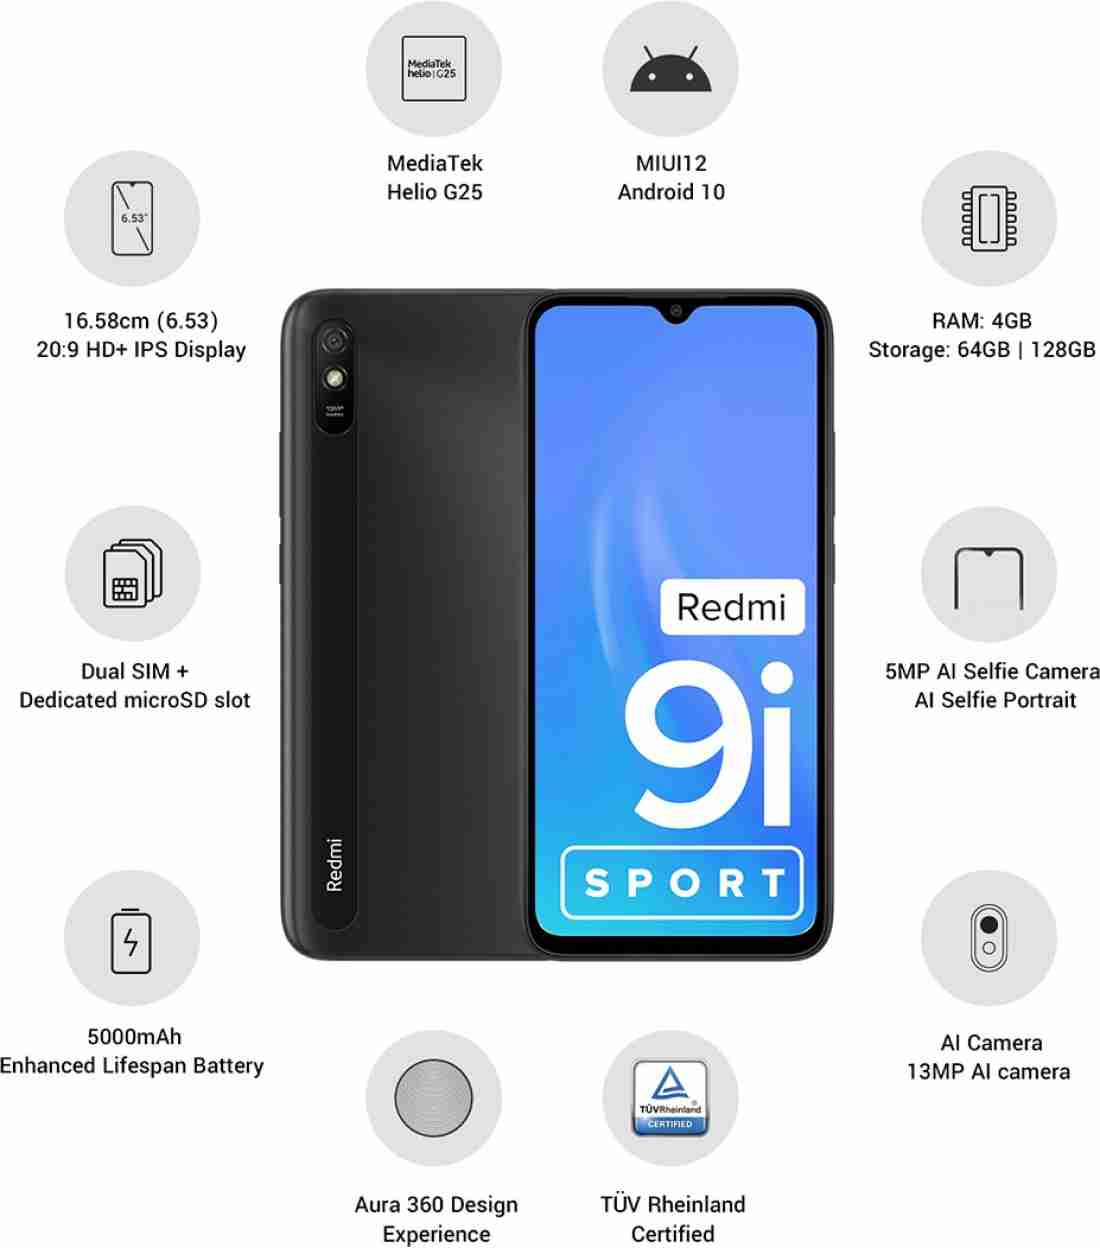 MediaTek
helio | G25
MediaTek
Helio G25
MIUI12
Android 10
6.53"
16.58cm (6.53)
20:9 HD+ IPS Display
RAM: 4GB
Storage: 64GB | 128GB
Redmi
9i
SPORT
Redmi
Dual SIM +
Dedicated microSD slot
5MP AI Selfie Camera
AI Selfie Portrait
5000mAh
Enhanced Lifespan Battery
AI Camera
13MP AI camera
Aura 360 Design
Experience
TÜVRheinland®
CERTIFIED
TÜV Rheinland
Certified